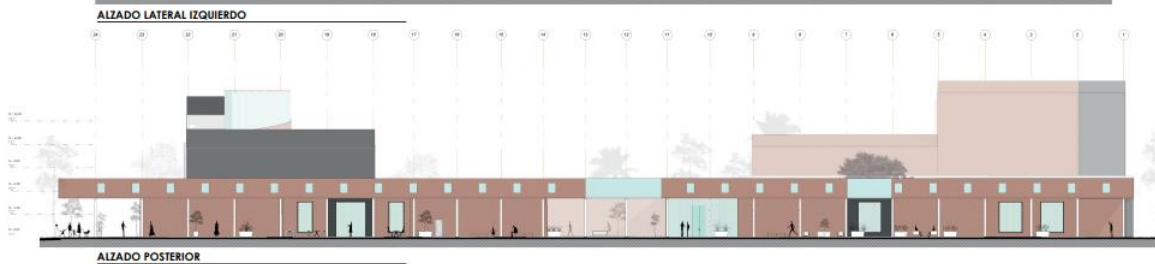 ALZADO LATERAL IZQUIERDO
24 23 22 21 20 19 18 17 16 15 14 13 12 11 10 9 8 7 6 5 4 3 2 1
ALZADO POSTERIOR